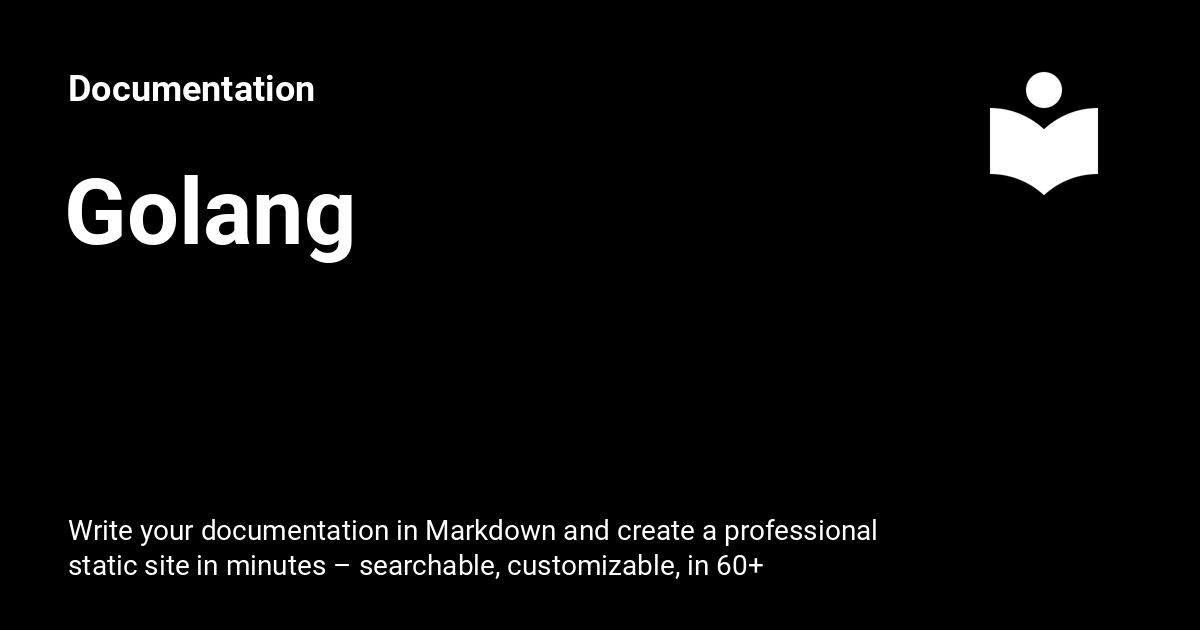 Documentation
Golang
Write your documentation in Markdown and create a professional
static site in minutes – searchable, customizable, in 60+